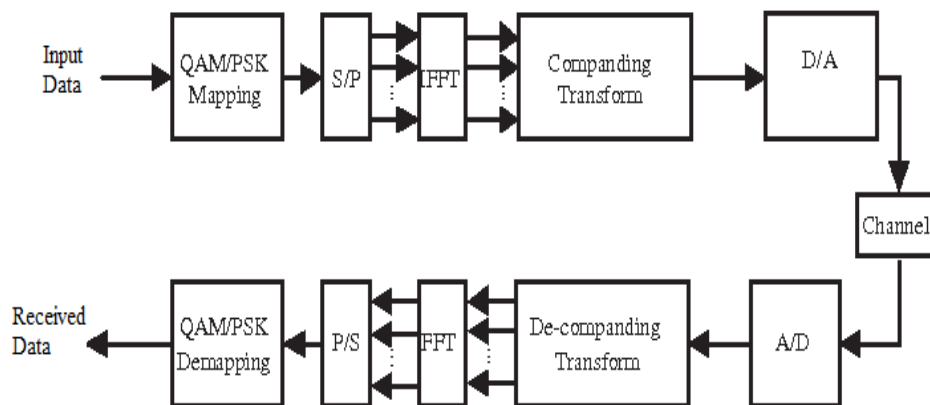 Input
Data
QAM/PSK
Mapping
S/P
IFFT
Companding
Transform
D/A
Channel
Received
Data
QAM/PSK
Demapping
P/S
FFT
De-companding
Transform
A/D